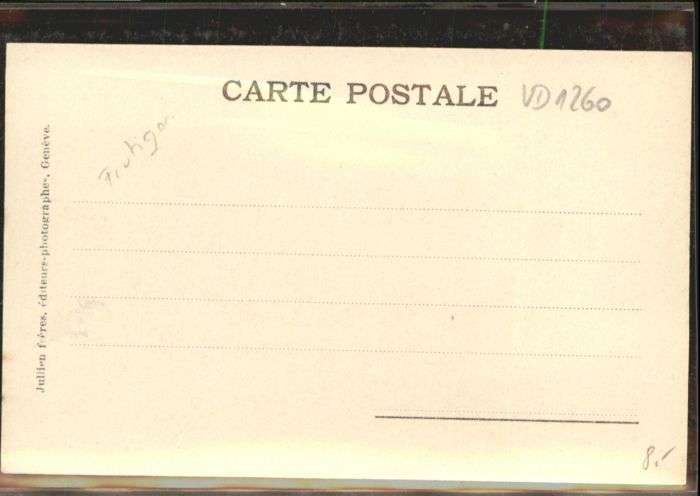 CARTE POSTALE VD1260
Frutigen
Jullien frères, éditeurs-photographes, Genève.
8.-